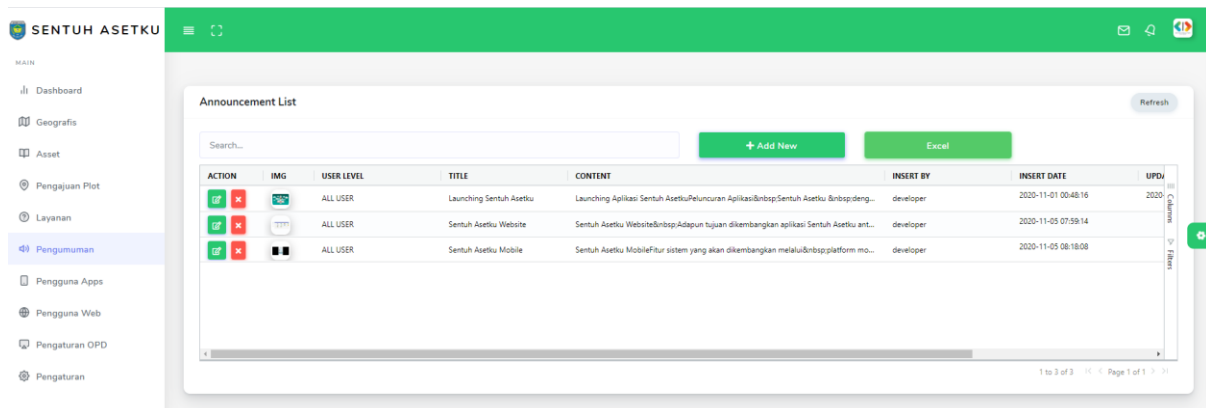 SENTUH ASETKU
MAIN
Dashboard
Geografis
Asset
Pengajuan Plot
Layanan
Pengumuman
Pengguna Apps
Pengguna Web
Pengaturan OPD
Pengaturan
Announcement List
Refresh
Search...
+ Add New
Excel
ACTION IMG USER LEVEL TITLE CONTENT INSERT BY INSERT DATE UPDA
ALL USER Launching Sentuh Asetku Launching Aplikasi Sentuh AsetkuPeluncuran Aplikasi&nbsp;Sentuh Asetku &nbsp;deng... developer 2020-11-01 00:48:16 2020-
ALL USER Sentuh Asetku Website Sentuh Asetku Website&nbsp;Adapun tujuan dikembangkan aplikasi Sentuh Asetku ant... developer 2020-11-05 07:59:14
ALL USER Sentuh Asetku Mobile Sentuh Asetku MobileFitur sistem yang akan dikembangkan melalui&nbsp;platform mo... developer 2020-11-05 08:18:08
Columns
Filters
1 to 3 of 3 Page 1 of 1